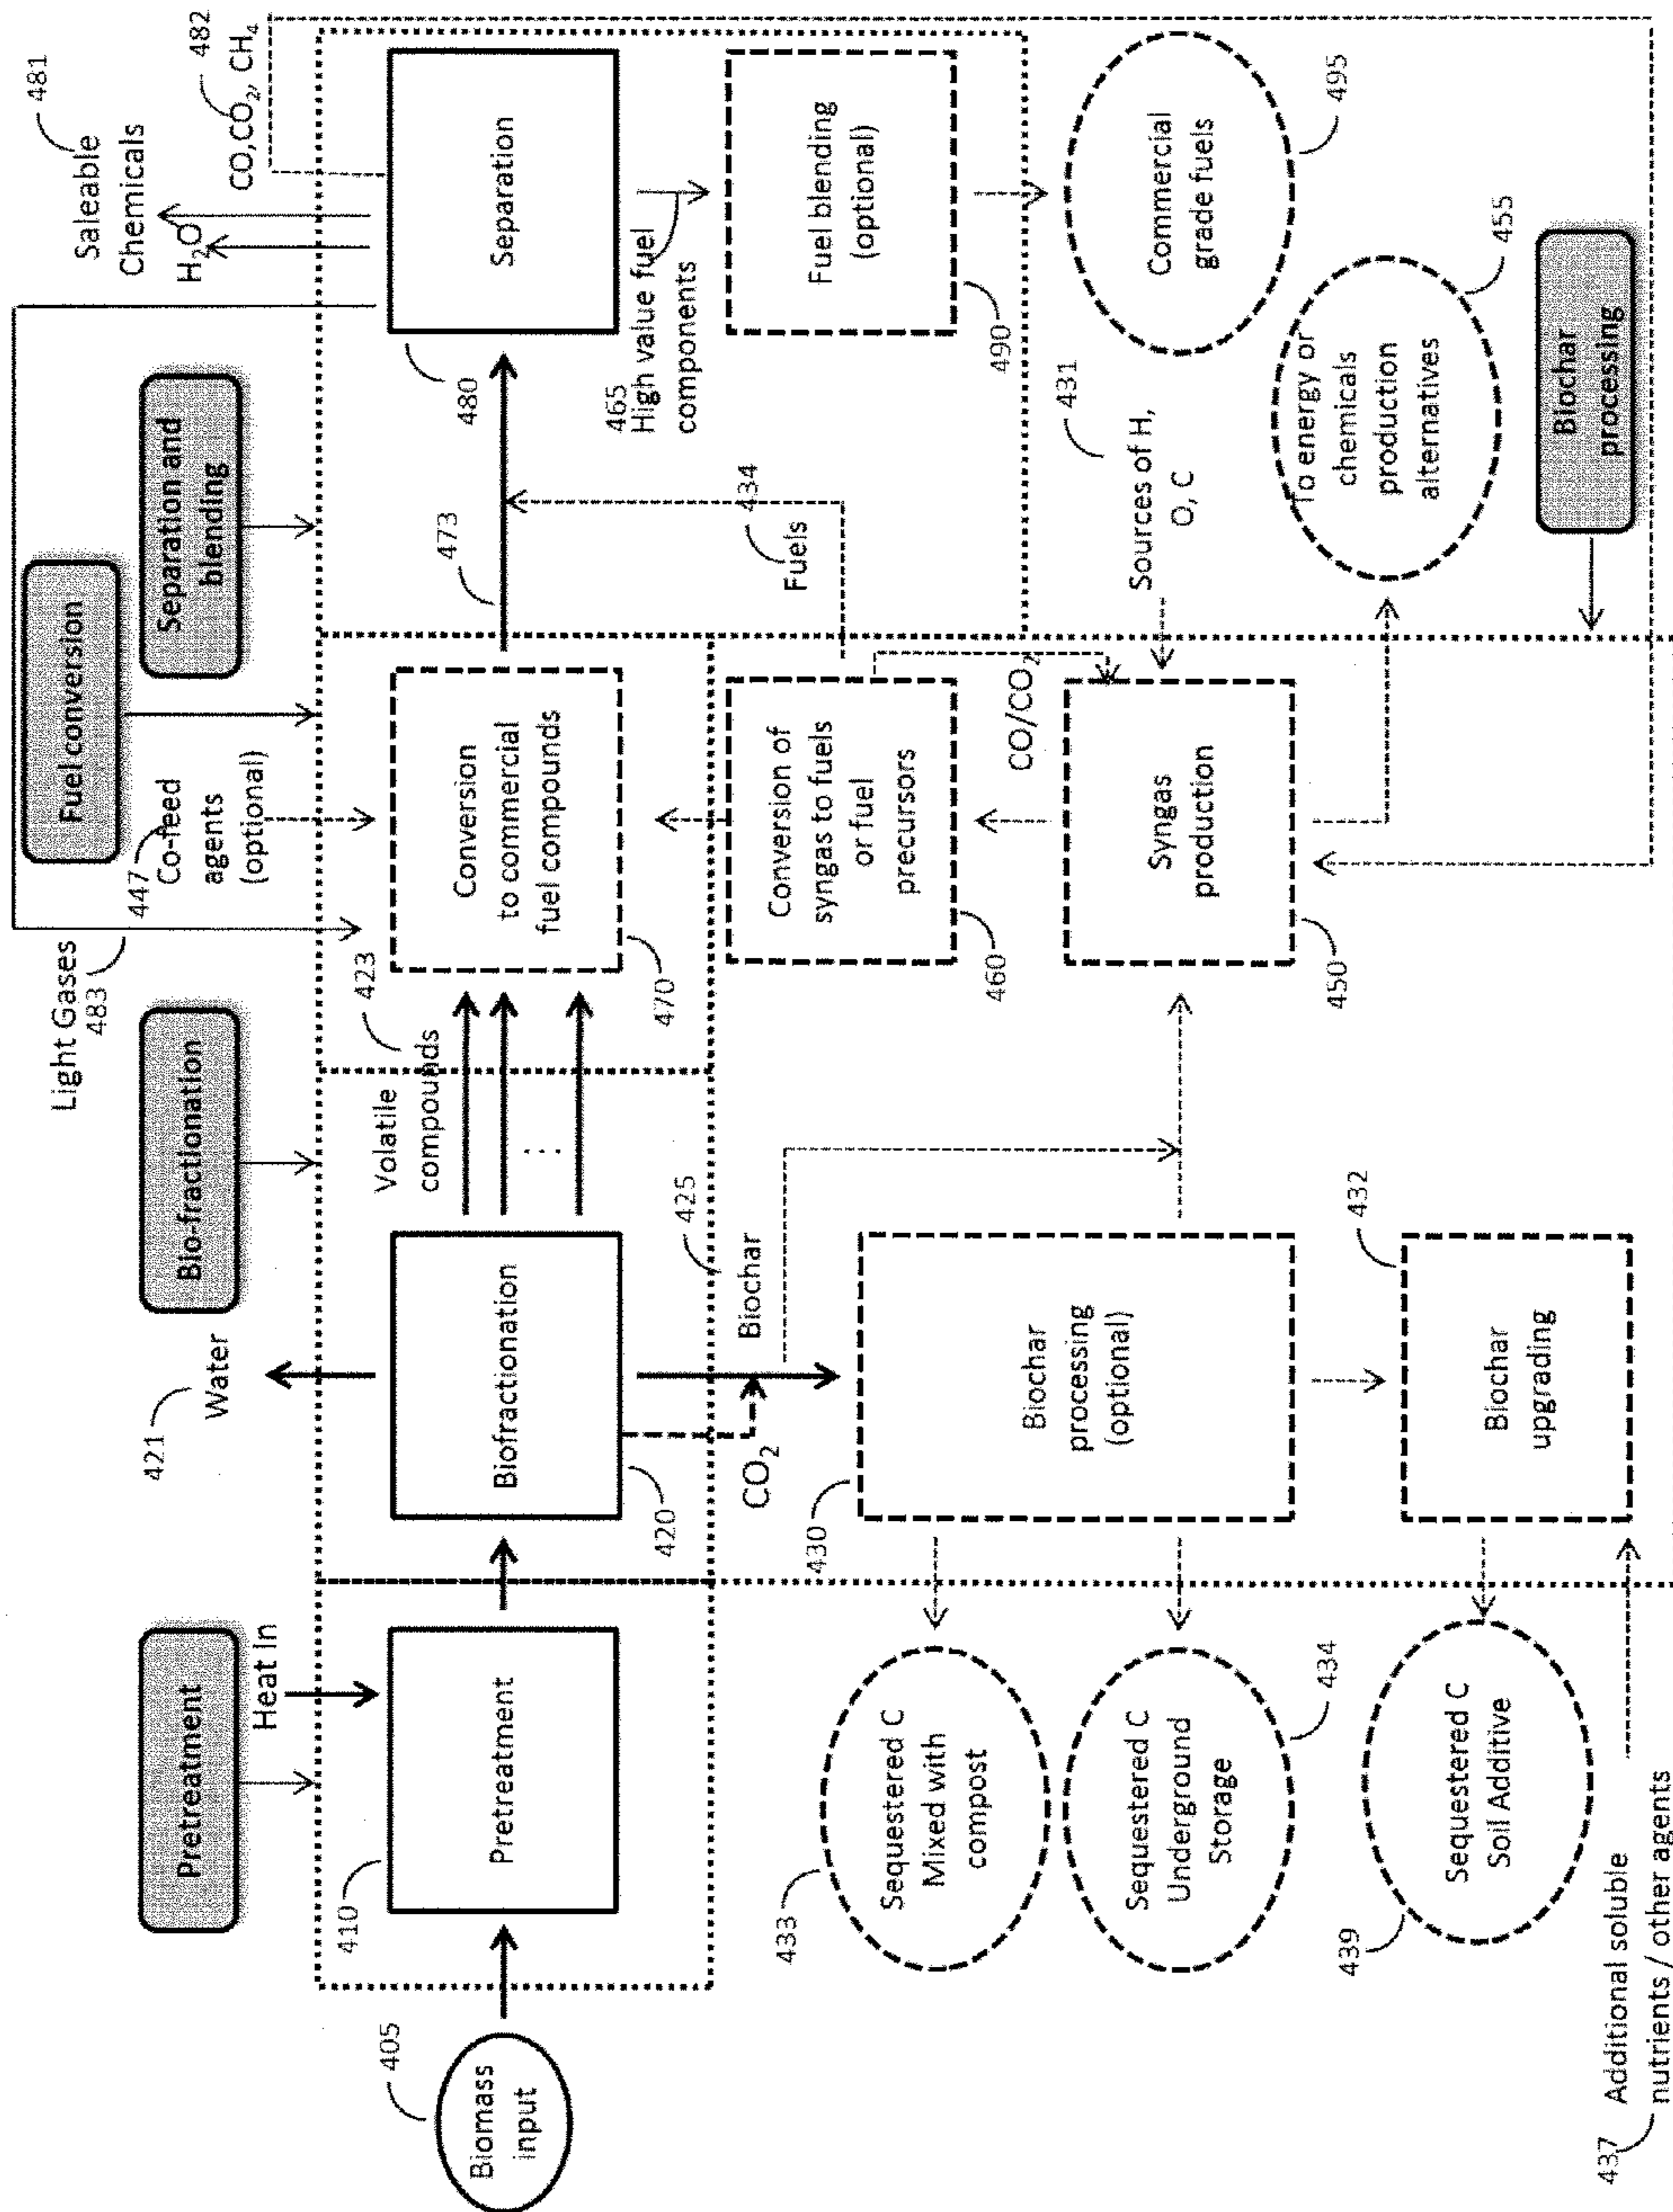 Light Gases
483
Fuel conversion
481
Saleable
Chemicals
H2O
482
CO,CO2, CH4
Pretreatment
Heat In
421
Water
Bio-fractionation
447
Co-feed
agents
(optional)
Separation and
blending
405
Biomass
input
410
Pretreatment
Biofractionation
420
Volatile
compounds
...
423
Conversion
to commercial
fuel compounds
470
473
Separation
480
465
High value fuel
components
CO2
Biochar
425
Conversion of
syngas to fuels
or fuel
precursors
460
Fuels
434
Fuel blending
(optional)
490
433
Sequestered C
Mixed with
compost
430
Biochar
processing
(optional)
CO/CO2
Syngas
production
450
Sources of H,
O, C
431
Commercial
grade fuels
495
Sequestered C
Underground
Storage
434
To energy or
chemicals
production
alternatives
455
439
Sequestered C
Soil Additive
Biochar
upgrading
432
Biochar
processing
437
Additional soluble
nutrients / other agents